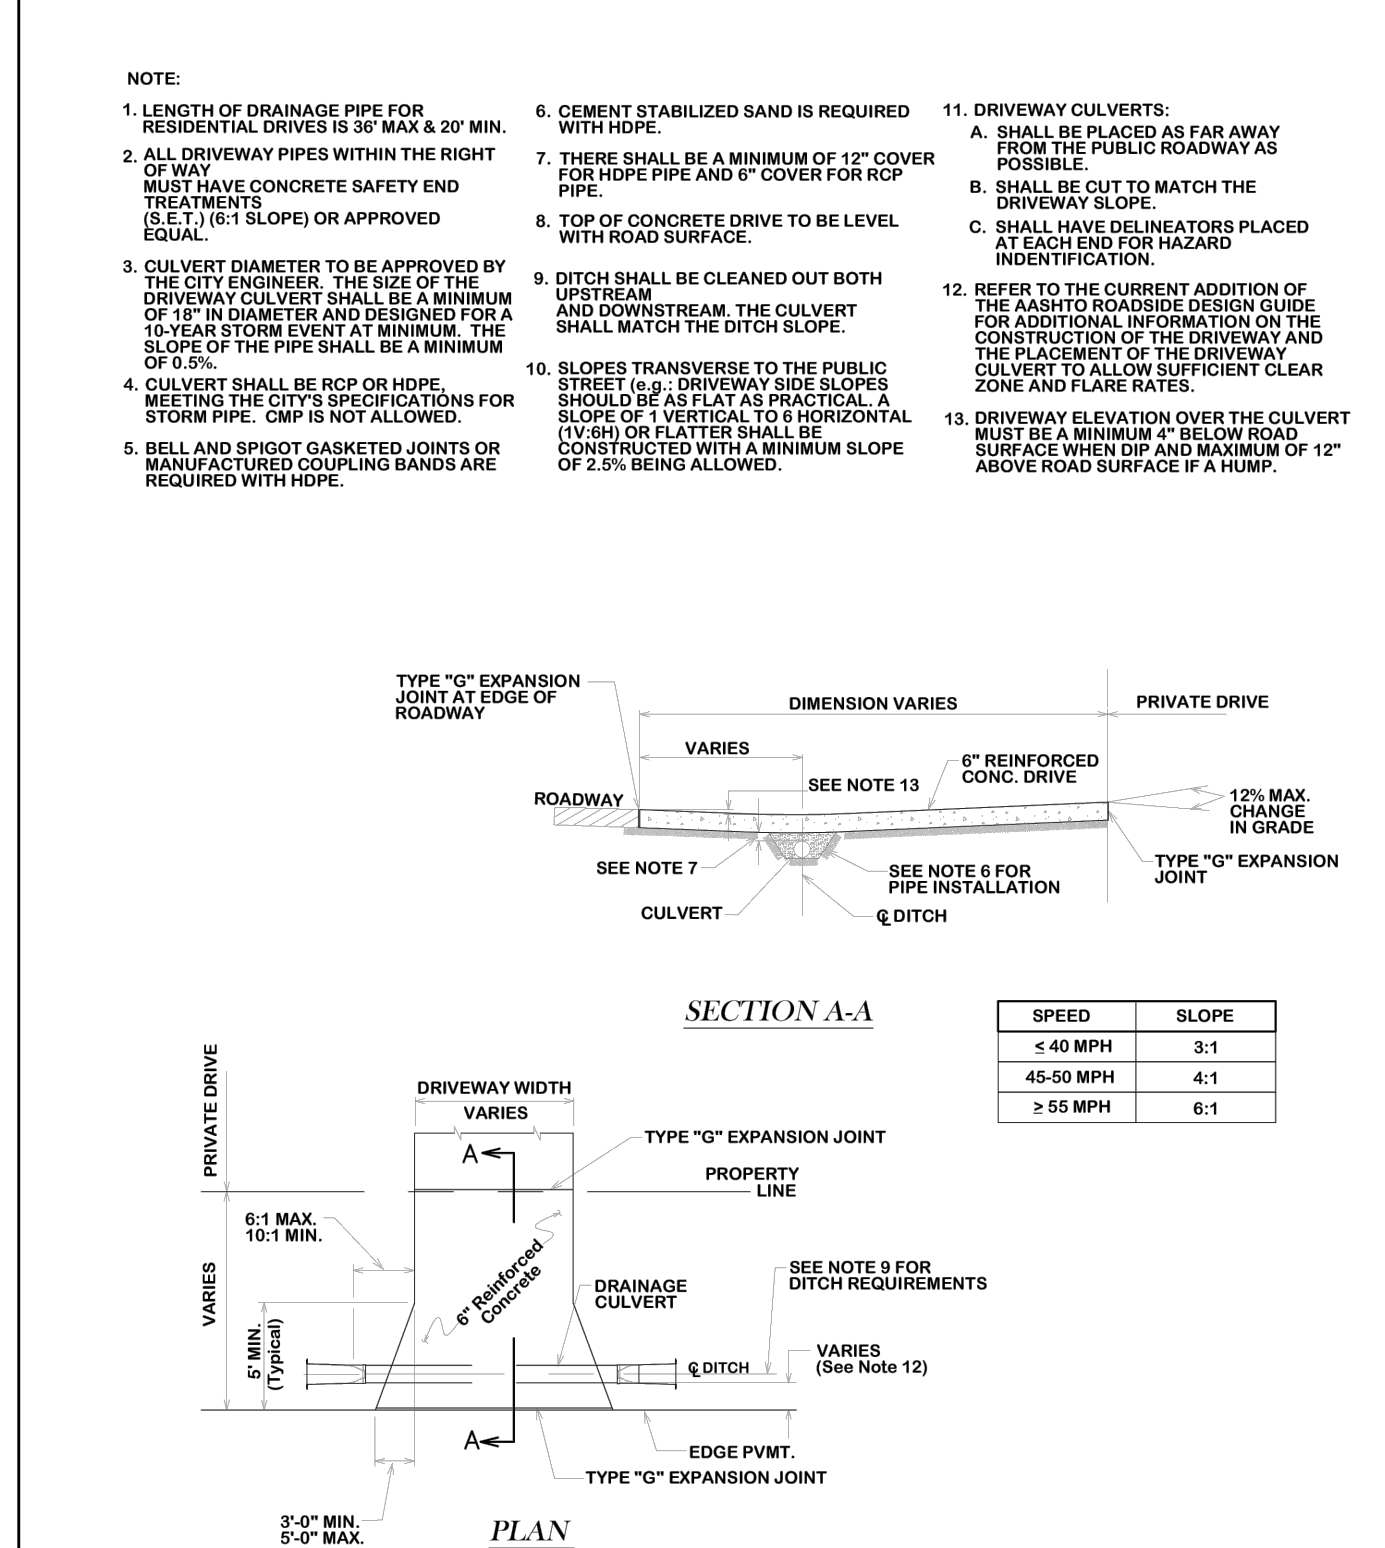 NOTE:
1. LENGTH OF DRAINAGE PIPE FOR
RESIDENTIAL DRIVES IS 36' MAX & 20' MIN.
2. ALL DRIVEWAY PIPES WITHIN THE RIGHT
OF WAY
MUST HAVE CONCRETE SAFETY END
TREATMENTS
(S.E.T.) (6:1 SLOPE) OR APPROVED
EQUAL.
3. CULVERT DIAMETER TO BE APPROVED BY
THE CITY ENGINEER. THE SIZE OF THE
DRIVEWAY CULVERT SHALL BE A MINIMUM
OF 18" IN DIAMETER AND DESIGNED FOR A
10-YEAR STORM EVENT AT MINIMUM. THE
SLOPE OF THE PIPE SHALL BE A MINIMUM
OF 0.5%.
4. CULVERT SHALL BE RCP OR HDPE,
MEETING THE CITY'S SPECIFICATIONS FOR
STORM PIPE. CMP IS NOT ALLOWED.
5. BELL AND SPIGOT GASKETED JOINTS OR
MANUFACTURED COUPLING BANDS ARE
REQUIRED WITH HDPE.
6. CEMENT STABILIZED SAND IS REQUIRED
WITH HDPE.
7. THERE SHALL BE A MINIMUM OF 12" COVER
FOR HDPE PIPE AND 6" COVER FOR RCP
PIPE.
8. TOP OF CONCRETE DRIVE TO BE LEVEL
WITH ROAD SURFACE.
9. DITCH SHALL BE CLEANED OUT BOTH
UPSTREAM
AND DOWNSTREAM. THE CULVERT
SHALL MATCH THE DITCH SLOPE.
10. SLOPES TRANSVERSE TO THE PUBLIC
STREET (e.g.: DRIVEWAY SIDE SLOPES
SHOULD BE AS FLAT AS PRACTICAL. A
SLOPE OF 1 VERTICAL TO 6 HORIZONTAL
(1V:6H) OR FLATTER SHALL BE
CONSTRUCTED WITH A MINIMUM SLOPE
OF 2.5% BEING ALLOWED.
11. DRIVEWAY CULVERTS:
A. SHALL BE PLACED AS FAR AWAY
FROM THE PUBLIC ROADWAY AS
POSSIBLE.
B. SHALL BE CUT TO MATCH THE
DRIVEWAY SLOPE.
C. SHALL HAVE DELINEATORS PLACED
AT EACH END FOR HAZARD
INDENTIFICATION.
12. REFER TO THE CURRENT ADDITION OF
THE AASHTO ROADSIDE DESIGN GUIDE
FOR ADDITIONAL INFORMATION ON THE
CONSTRUCTION OF THE DRIVEWAY AND
THE PLACEMENT OF THE DRIVEWAY
CULVERT TO ALLOW SUFFICIENT CLEAR
ZONE AND FLARE RATES.
13. DRIVEWAY ELEVATION OVER THE CULVERT
MUST BE A MINIMUM 4" BELOW ROAD
SURFACE WHEN DIP AND MAXIMUM OF 12"
ABOVE ROAD SURFACE IF A HUMP.
TYPE "G" EXPANSION
JOINT AT EDGE OF
ROADWAY
DIMENSION VARIES
PRIVATE DRIVE
VARIES
SEE NOTE 13
6" REINFORCED
CONC. DRIVE
ROADWAY
12% MAX.
CHANGE
IN GRADE
SEE NOTE 7
SEE NOTE 6 FOR
PIPE INSTALLATION
TYPE "G" EXPANSION
JOINT
CULVERT
℄ DITCH
SECTION A-A
SPEED SLOPE
≤ 40 MPH 3:1
45-50 MPH 4:1
≥ 55 MPH 6:1
PRIVATE DRIVE
DRIVEWAY WIDTH
VARIES
TYPE "G" EXPANSION JOINT
A
PROPERTY
LINE
6:1 MAX.
10:1 MIN.
6" Reinforced
Concrete
VARIES
DRAINAGE
CULVERT
SEE NOTE 9 FOR
DITCH REQUIREMENTS
5' MIN.
(Typical)
℄ DITCH
VARIES
(See Note 12)
A
EDGE PVMT.
TYPE "G" EXPANSION JOINT
3'-0" MIN.
5'-0" MAX.
PLAN